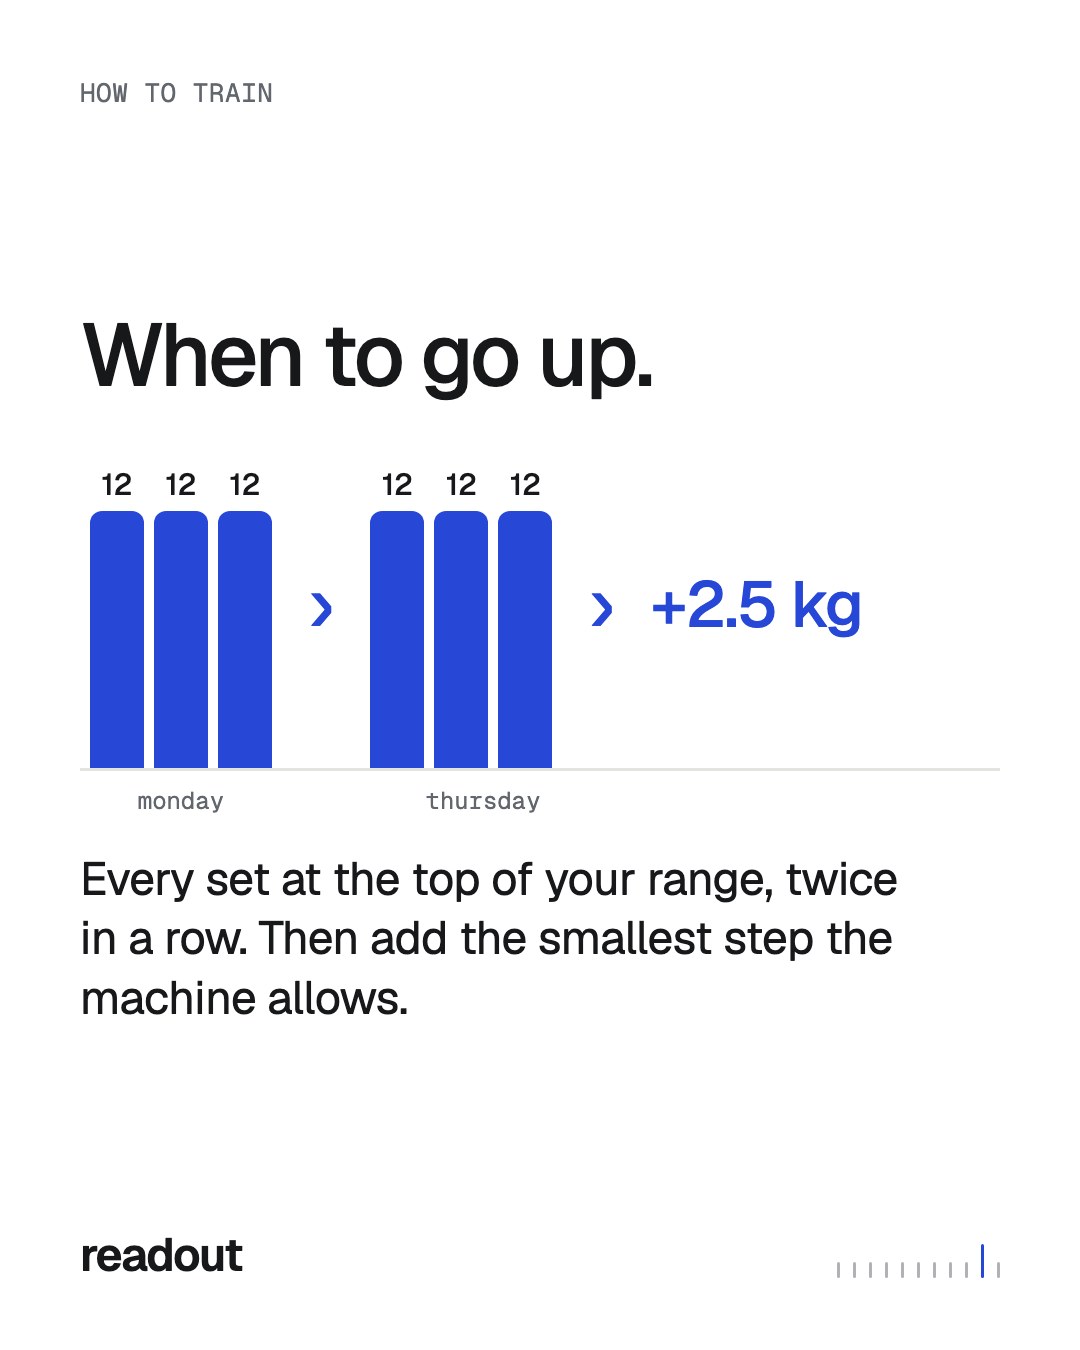 HOW TO TRAIN
When to go up.
12 12 12 12 12 12
› › +2.5 kg
monday thursday
Every set at the top of your range, twice
in a row. Then add the smallest step the
machine allows.
readout